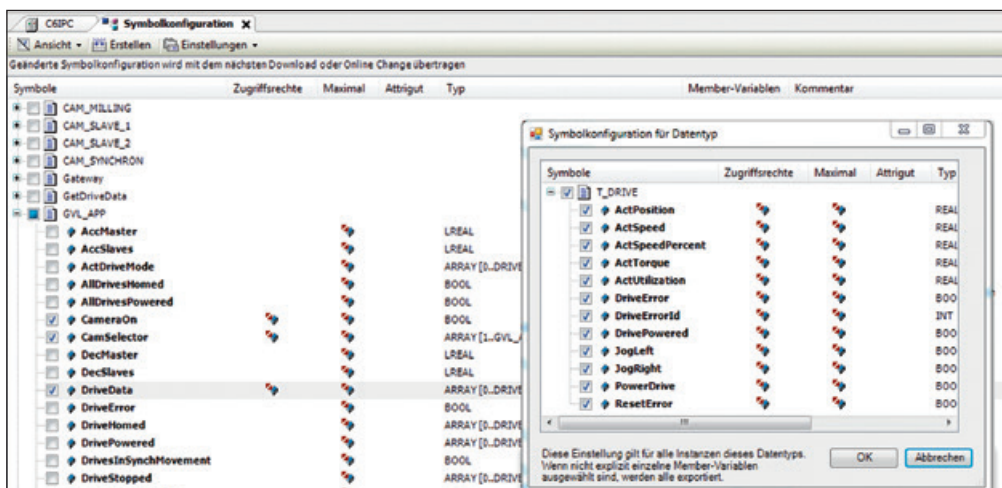 C6IPC Symbolkonfiguration
Ansicht Erstellen Einstellungen
Geänderte Symbolkonfiguration wird mit dem nächsten Download oder Online Change übertragen
Symbole Zugriffsrechte Maximal Attrigut Typ Member-Variablen Kommentar
CAM_MILLING
CAM_SLAVE_1
CAM_SLAVE_2
CAM_SYNCHRON
Gateway
GetDriveData
GVL_APP
AccMaster LREAL
AccSlaves LREAL
ActDriveMode ARRAY [0..DRIVE
AllDrivesHomed BOOL
AllDrivesPowered BOOL
CameraOn BOOL
CamSelector ARRAY [1..GVL_A
DecMaster LREAL
DecSlaves LREAL
DriveData ARRAY [0..DRIVE
DriveError BOOL
DriveHomed ARRAY [0..DRIVE
DrivePowered ARRAY [0..DRIVE
DrivesInSynchMovement BOOL
DriveStopped ARRAY [0..DRIVE
Symbolkonfiguration für Datentyp
Symbole Zugriffsrechte Maximal Attrigut Typ
T_DRIVE
ActPosition REAL
ActSpeed REAL
ActSpeedPercent REAL
ActTorque REAL
ActUtilization REAL
DriveError BOO
DriveErrorId INT
DrivePowered BOO
JogLeft BOO
JogRight BOO
PowerDrive BOO
ResetError BOO
Diese Einstellung gilt für alle Instanzen dieses Datentyps.
Wenn nicht explizit einzelne Member-Variablen
ausgewählt sind, werden alle exportiert.
OK Abbrechen